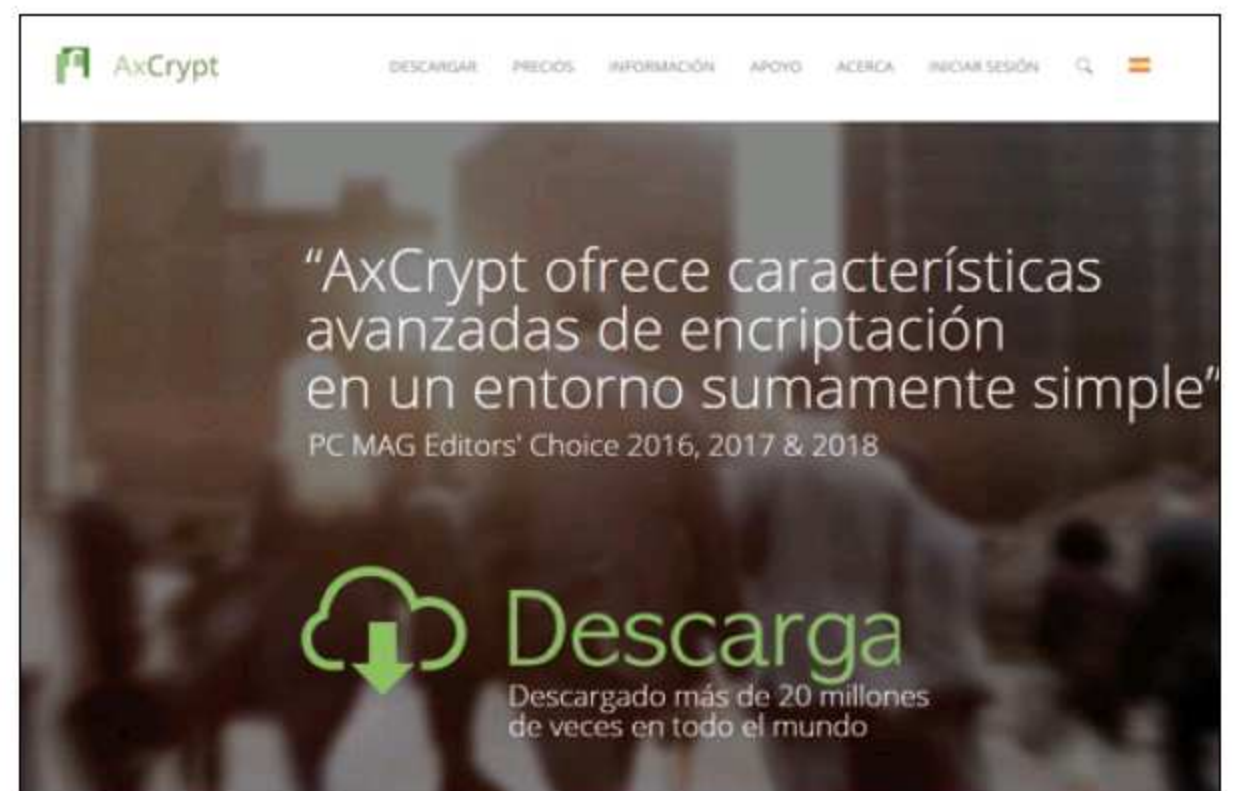 AxCrypt
DESCARGAR PRECIOS INFORMACIÓN APOYO ACERCA INICIAR SESIÓN
“AxCrypt ofrece características
avanzadas de encriptación
en un entorno sumamente simple”
PC MAG Editors' Choice 2016, 2017 & 2018
Descarga
Descargado más de 20 millones
de veces en todo el mundo